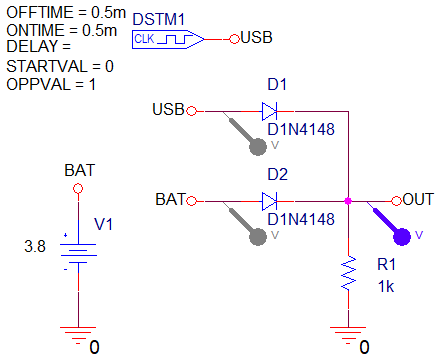 OFFTIME = 0.5m
ONTIME = 0.5m
DELAY =
STARTVAL = 0
OPPVAL = 1
DSTM1
CLK
USB
D1
USB
D1N4148
V
D2
BAT
D1N4148
OUT
V
V
BAT
V1
3.8
R1
1k
0
0